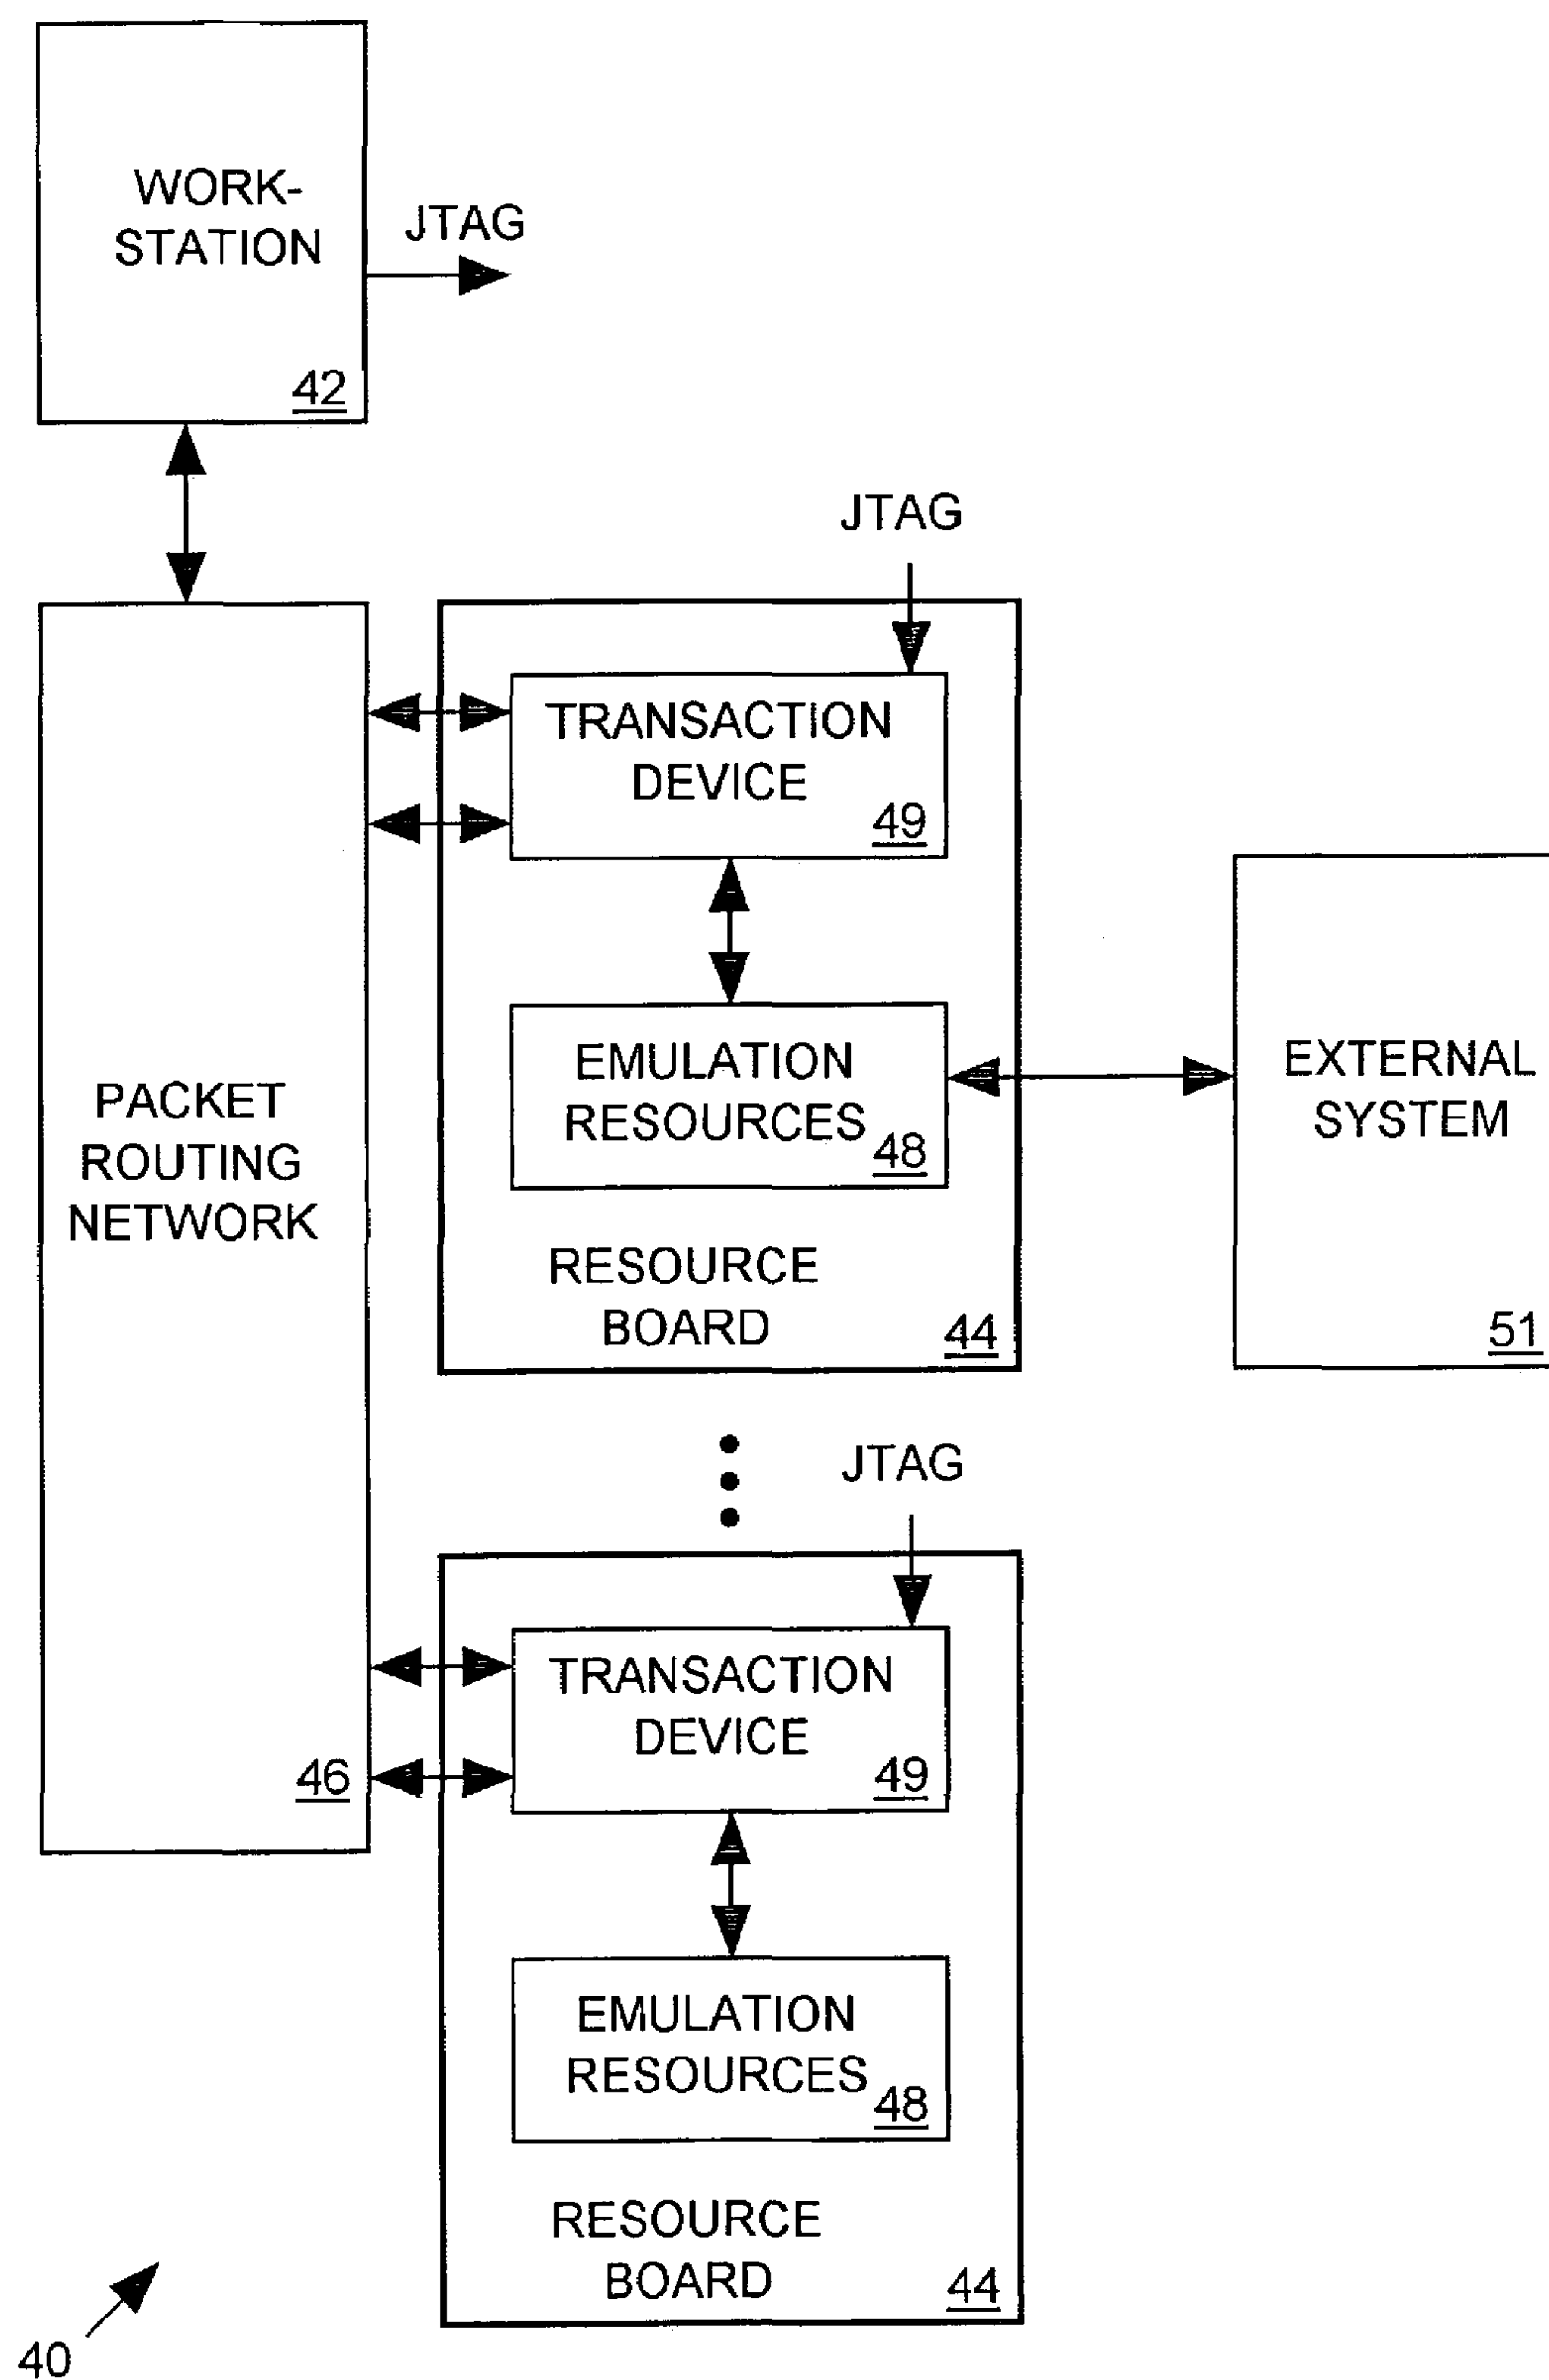 WORK-
STATION
42
JTAG
JTAG
PACKET
ROUTING
NETWORK
46
TRANSACTION
DEVICE
49
EMULATION
RESOURCES
48
RESOURCE
BOARD
44
EXTERNAL
SYSTEM
51
JTAG
TRANSACTION
DEVICE
49
EMULATION
RESOURCES
48
RESOURCE
BOARD
44
40